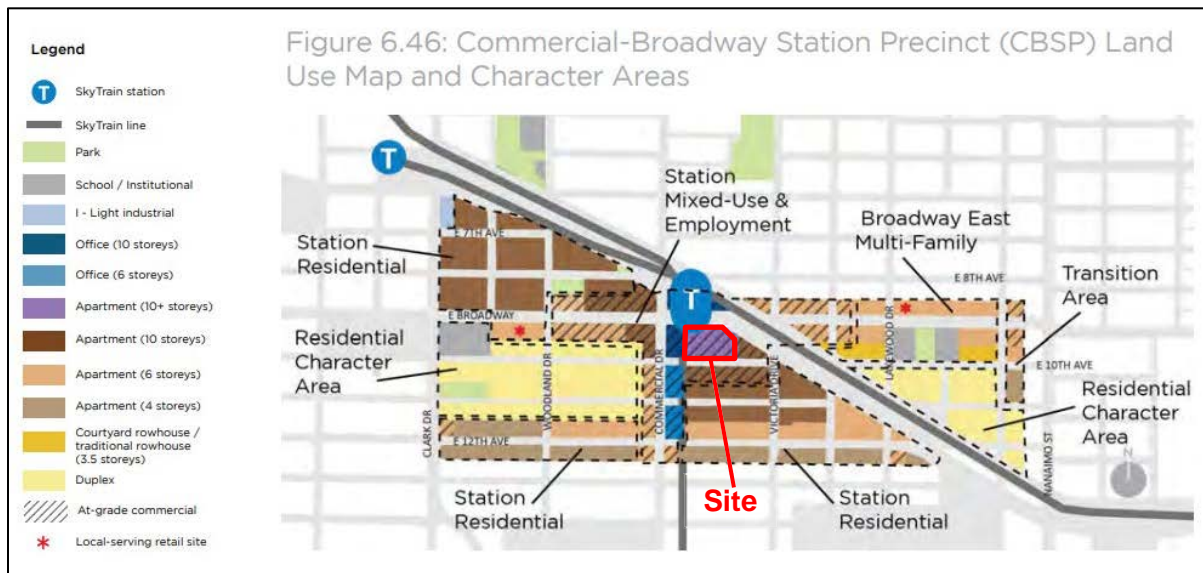 Figure 6.46: Commercial-Broadway Station Precinct (CBSP) Land
Use Map and Character Areas
Legend
T
SkyTrain station
SkyTrain line
Park
School / Institutional
I - Light industrial
Office (10 storeys)
Office (6 storeys)
Apartment (10+ storeys)
Apartment (10 storeys)
Apartment (6 storeys)
Apartment (4 storeys)
Courtyard rowhouse /
traditional rowhouse
(3.5 storeys)
Duplex
At-grade commercial
Local-serving retail site
T
Station
Mixed-Use &
Employment
Broadway East
Multi-Family
Station
Residential
E 7TH AVE
E 8TH AVE
Transition
Area
T
E BROADWAY
Residential
Character
Area
WOODLAND DR
COMMERCIAL DR
VICTORIA DRIVE
LAKEWOOD DR
E 10TH AVE
Residential
Character
Area
CLARK DR
E 12TH AVE
NANAIMO ST
N
Station
Residential
Site
Station
Residential